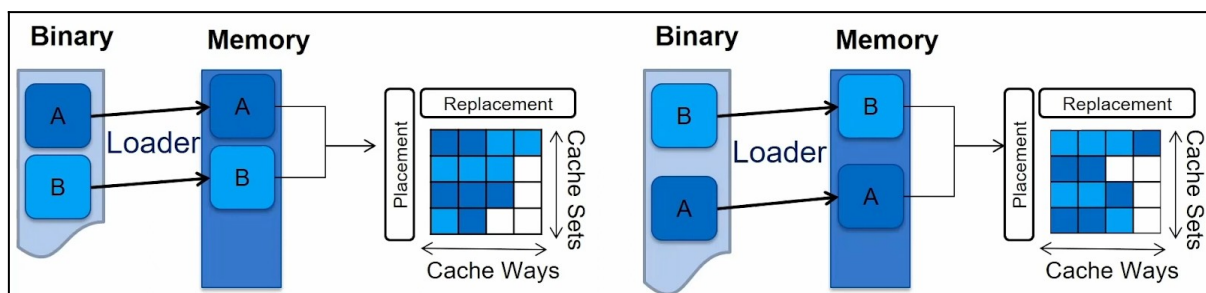 Binary
Memory
A
A
Loader
B
B
Replacement
Placement
Cache Sets
Cache Ways
Binary
Memory
B
B
Loader
A
A
Replacement
Placement
Cache Sets
Cache Ways